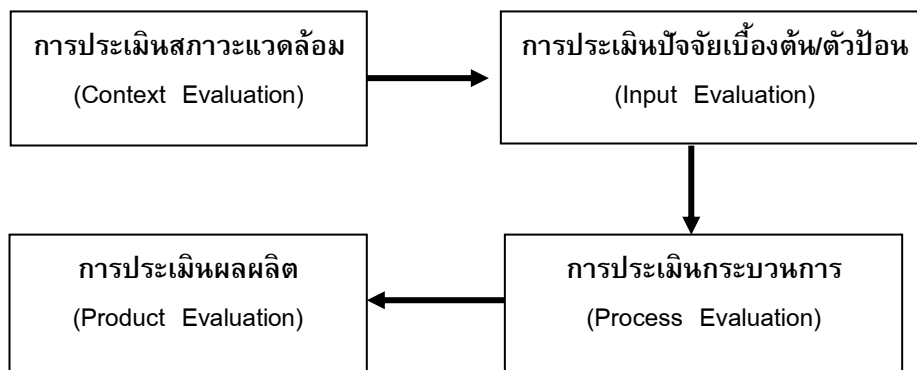 การประเมินสภาวะแวดล้อม
(Context Evaluation)
การประเมินปัจจัยเบื้องต้น/ตัวป้อน
(Input Evaluation)
การประเมินกระบวนการ
(Process Evaluation)
การประเมินผลผลิต
(Product Evaluation)